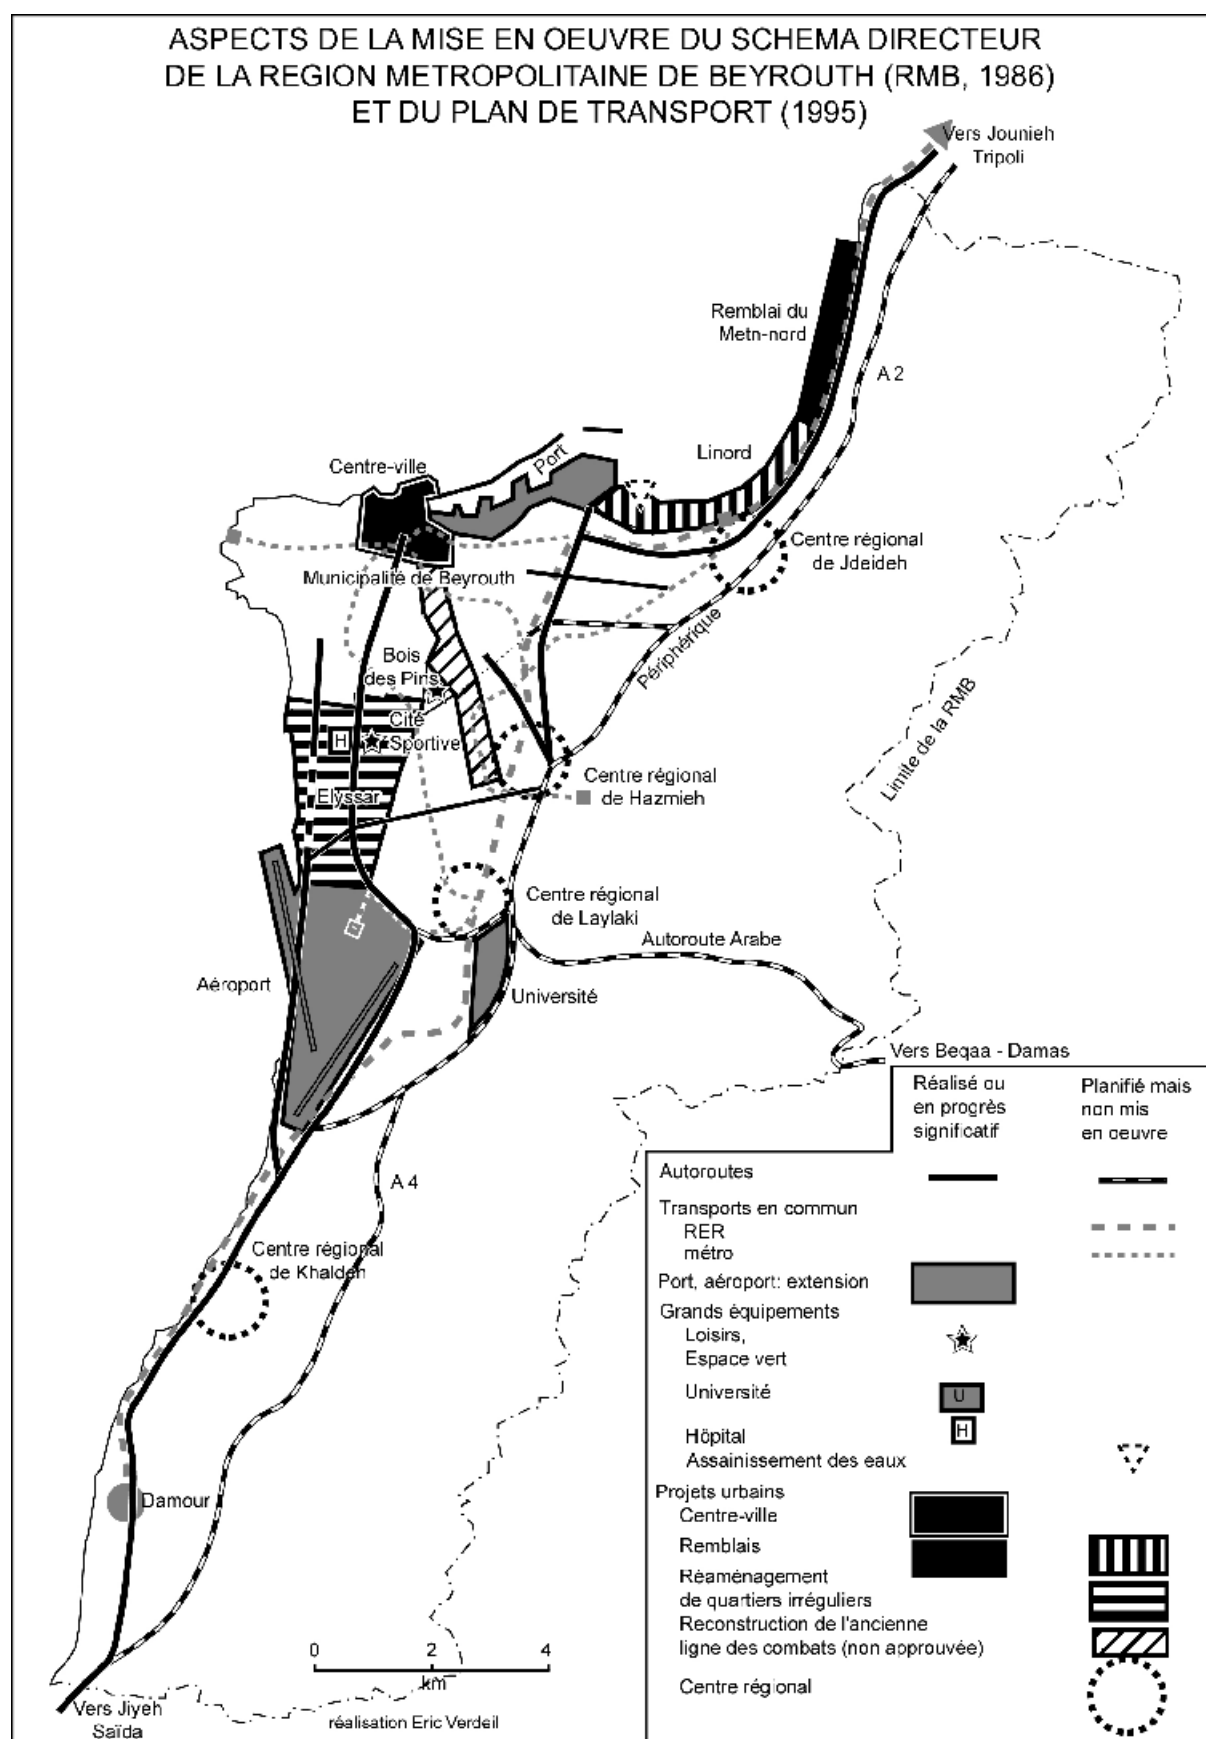 ASPECTS DE LA MISE EN OEUVRE DU SCHEMA DIRECTEUR
DE LA REGION METROPOLITAINE DE BEYROUTH (RMB, 1986)
ET DU PLAN DE TRANSPORT (1995)
Vers Jounieh
Tripoli
Remblai du
Metn-nord
A 2
Linord
Port
Centre-ville
Centre régional
de Jdeideh
Municipalité de Beyrouth
Périphérique
Bois
des Pins
Cité
Sportive
H
Elyssar
Centre régional
de Hazmieh
Limite de la RMB
Centre régional
de Laylaki
Autoroute Arabe
Aéroport
Université
Vers Beqaa - Damas
A 4
Centre régional
de Khaldeh
Damour
Vers Jiyeh
Saïda
0 2 4
km
réalisation Eric Verdeil
Réalisé ou
en progrès
significatif
Planifié mais
non mis
en oeuvre
Autoroutes
Transports en commun
RER
métro
Port, aéroport: extension
Grands équipements
Loisirs,
Espace vert
Université
U
Höpital
H
Assainissement des eaux
Projets urbains
Centre-ville
Remblais
Réaménagement
de quartiers irréguliers
Reconstruction de l'ancienne
ligne des combats (non approuvée)
Centre régional